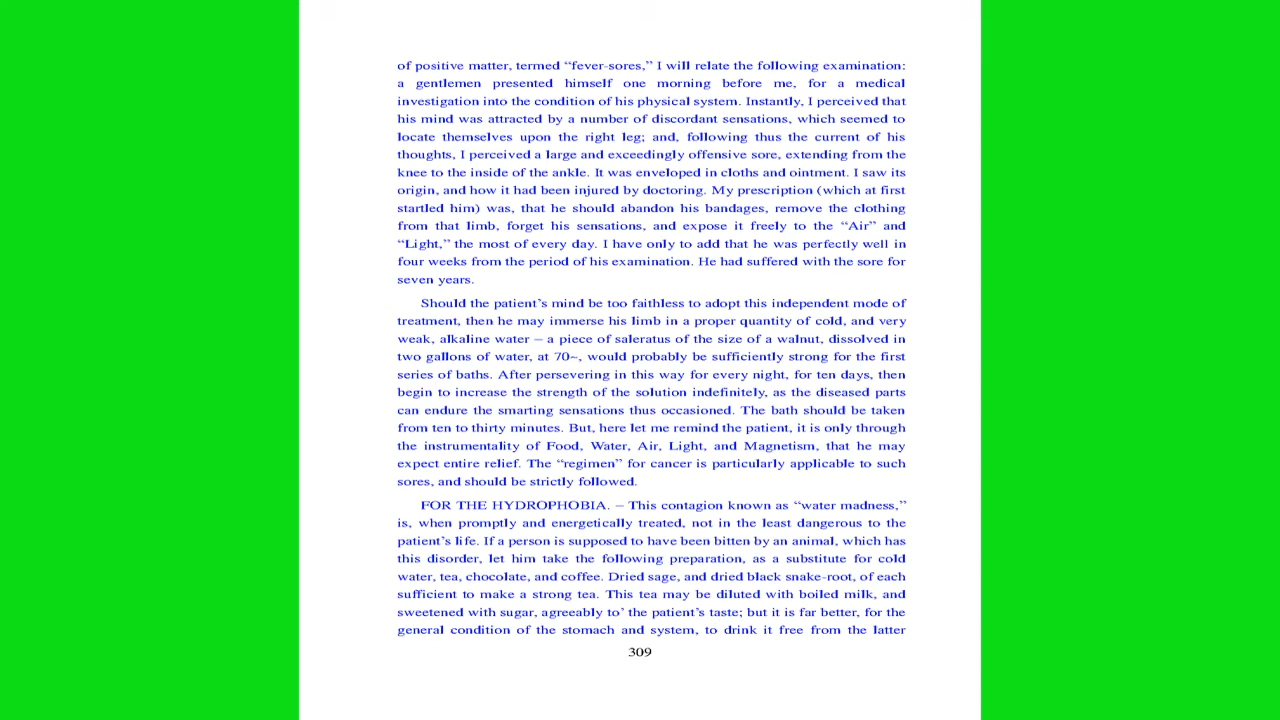 of positive matter, termed “fever-sores,” I will relate the following examination:
a gentlemen presented himself one morning before me, for a medical
investigation into the condition of his physical system. Instantly, I perceived that
his mind was attracted by a number of discordant sensations, which seemed to
locate themselves upon the right leg; and, following thus the current of his
thoughts, I perceived a large and exceedingly offensive sore, extending from the
knee to the inside of the ankle. It was enveloped in cloths and ointment. I saw its
origin, and how it had been injured by doctoring. My prescription (which at first
startled him) was, that he should abandon his bandages, remove the clothing
from that limb, forget his sensations, and expose it freely to the “Air” and
“Light,” the most of every day. I have only to add that he was perfectly well in
four weeks from the period of his examination. He had suffered with the sore for
seven years.
Should the patient’s mind be too faithless to adopt this independent mode of
treatment, then he may immerse his limb in a proper quantity of cold, and very
weak, alkaline water – a piece of saleratus of the size of a walnut, dissolved in
two gallons of water, at 70~, would probably be sufficiently strong for the first
series of baths. After persevering in this way for every night, for ten days, then
begin to increase the strength of the solution indefinitely, as the diseased parts
can endure the smarting sensations thus occasioned. The bath should be taken
from ten to thirty minutes. But, here let me remind the patient, it is only through
the instrumentality of Food, Water, Air, Light, and Magnetism, that he may
expect entire relief. The “regimen” for cancer is particularly applicable to such
sores, and should be strictly followed.
FOR THE HYDROPHOBIA. – This contagion known as “water madness,”
is, when promptly and energetically treated, not in the least dangerous to the
patient’s life. If a person is supposed to have been bitten by an animal, which has
this disorder, let him take the following preparation, as a substitute for cold
water, tea, chocolate, and coffee. Dried sage, and dried black snake-root, of each
sufficient to make a strong tea. This tea may be diluted with boiled milk, and
sweetened with sugar, agreeably to’ the patient’s taste; but it is far better, for the
general condition of the stomach and system, to drink it free from the latter
309